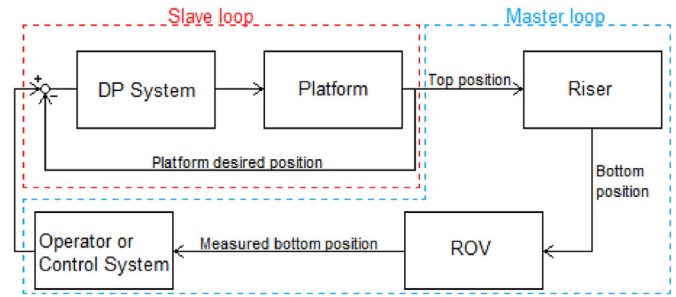 Slave loop
Master loop
+
-
DP System
Platform
Top position
Riser
Platform desired position
Bottom
position
Operator or
Control System
Measured bottom position
ROV